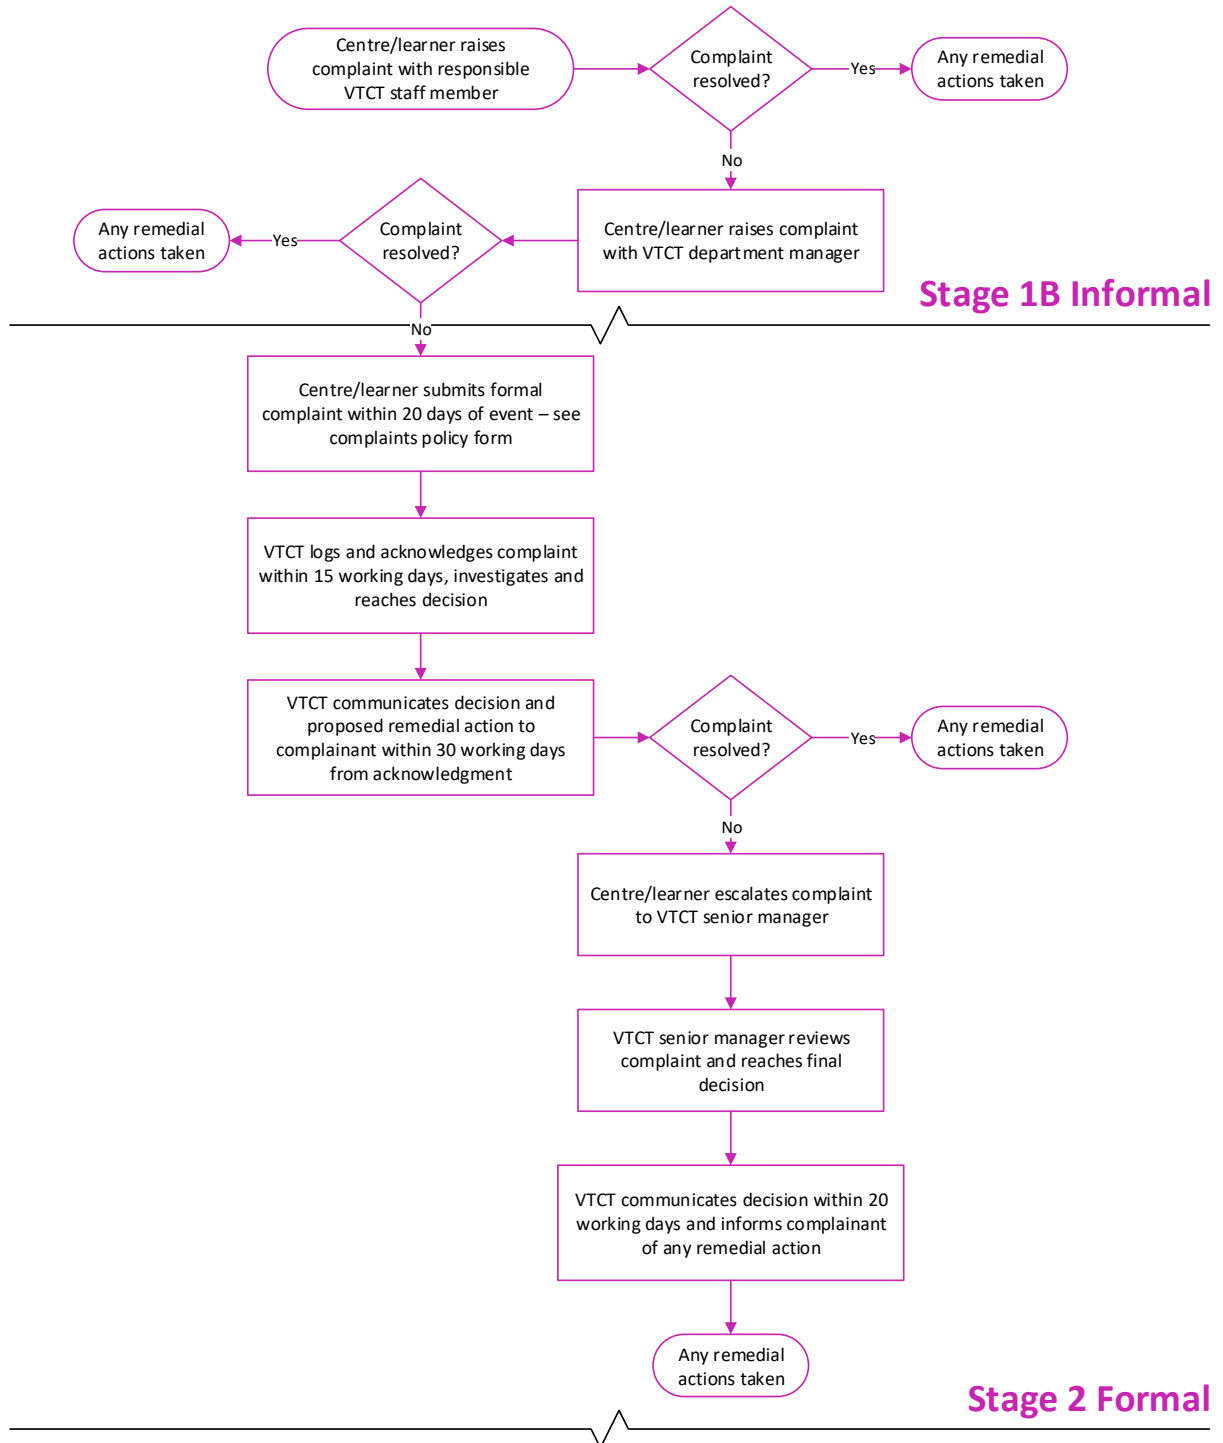 Centre/learner raises
complaint with responsible
VTCT staff member
Complaint
resolved?
Yes
Any remedial
actions taken
No
Centre/learner raises complaint
with VTCT department manager
Complaint
resolved?
Yes
Any remedial
actions taken
Stage 1B Informal
No
Centre/learner submits formal
complaint within 20 days of event – see
complaints policy form
VTCT logs and acknowledges complaint
within 15 working days, investigates and
reaches decision
VTCT communicates decision and
proposed remedial action to
complainant within 30 working days
from acknowledgment
Complaint
resolved?
Yes
Any remedial
actions taken
No
Centre/learner escalates complaint
to VTCT senior manager
VTCT senior manager reviews
complaint and reaches final
decision
VTCT communicates decision within 20
working days and informs complainant
of any remedial action
Any remedial
actions taken
Stage 2 Formal